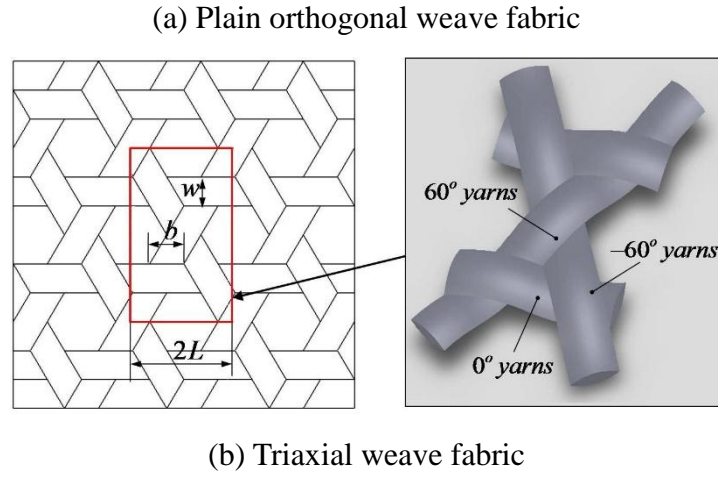 (a) Plain orthogonal weave fabric
w
b
2L
60° yarns
−60° yarns
0° yarns
(b) Triaxial weave fabric